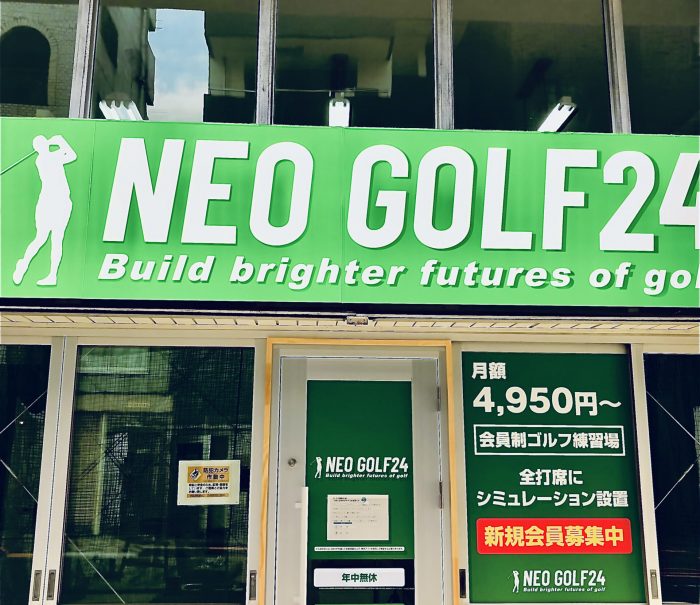 NEO GOLF24
Build brighter futures of gol
防犯カメラ
作動中
NEO GOLF24
Build brighter futures of golf
年中無休
月額
4,950円～
会員制ゴルフ練習場
全打席に
シミュレーション設置
新規会員募集中
NEO GOLF24
Build brighter futures of golf